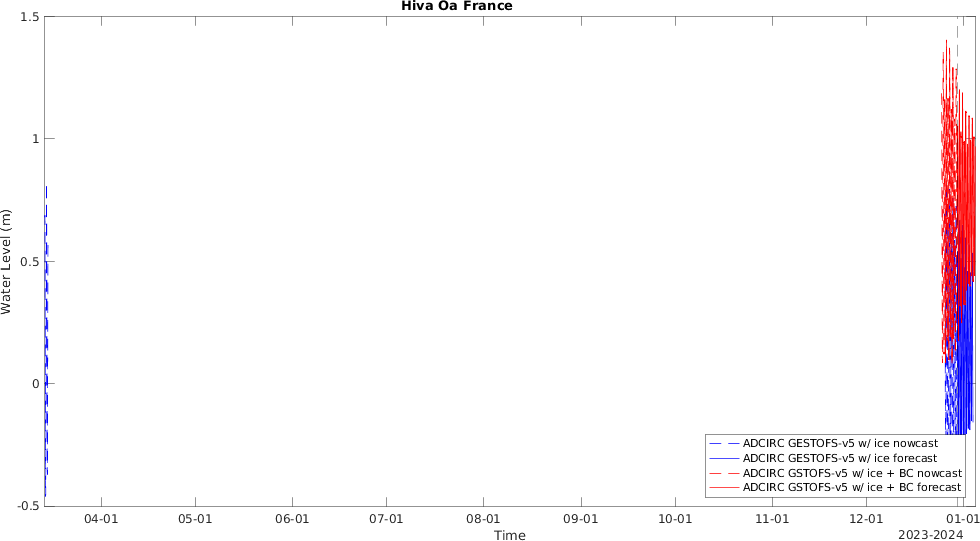 Hiva Oa France
1.5
1
0.5
0
-0.5
Water Level (m)
ADCIRC GESTOFS-v5 w/ ice nowcast
ADCIRC GESTOFS-v5 w/ ice forecast
ADCIRC GSTOFS-v5 w/ ice + BC nowcast
ADCIRC GSTOFS-v5 w/ ice + BC forecast
04-01 05-01 06-01 07-01 08-01 09-01 10-01 11-01 12-01 01-01
Time
2023-2024